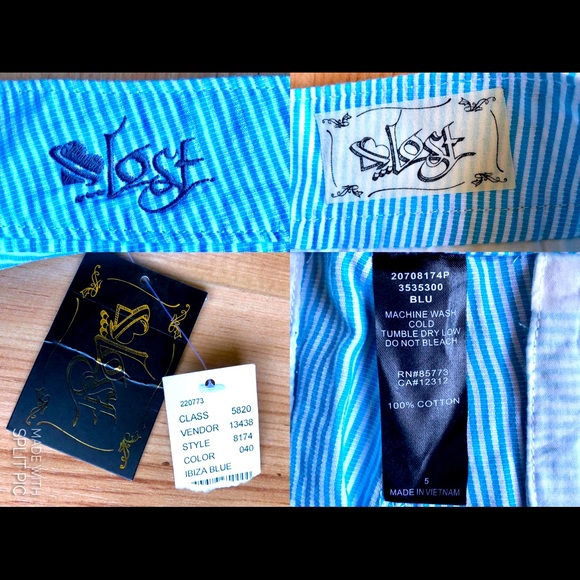 Lost
Lost
Lost
220773
CLASS 5820
VENDOR 13438
STYLE 8174
COLOR 040
IBIZA BLUE
20708174P
3535300
BLU
MACHINE WASH
COLD
TUMBLE DRY LOW
DO NOT BLEACH
RN#85773
CA#12312
100% COTTON
5
MADE IN VIETNAM
MADE WITH
SPLIT PIC